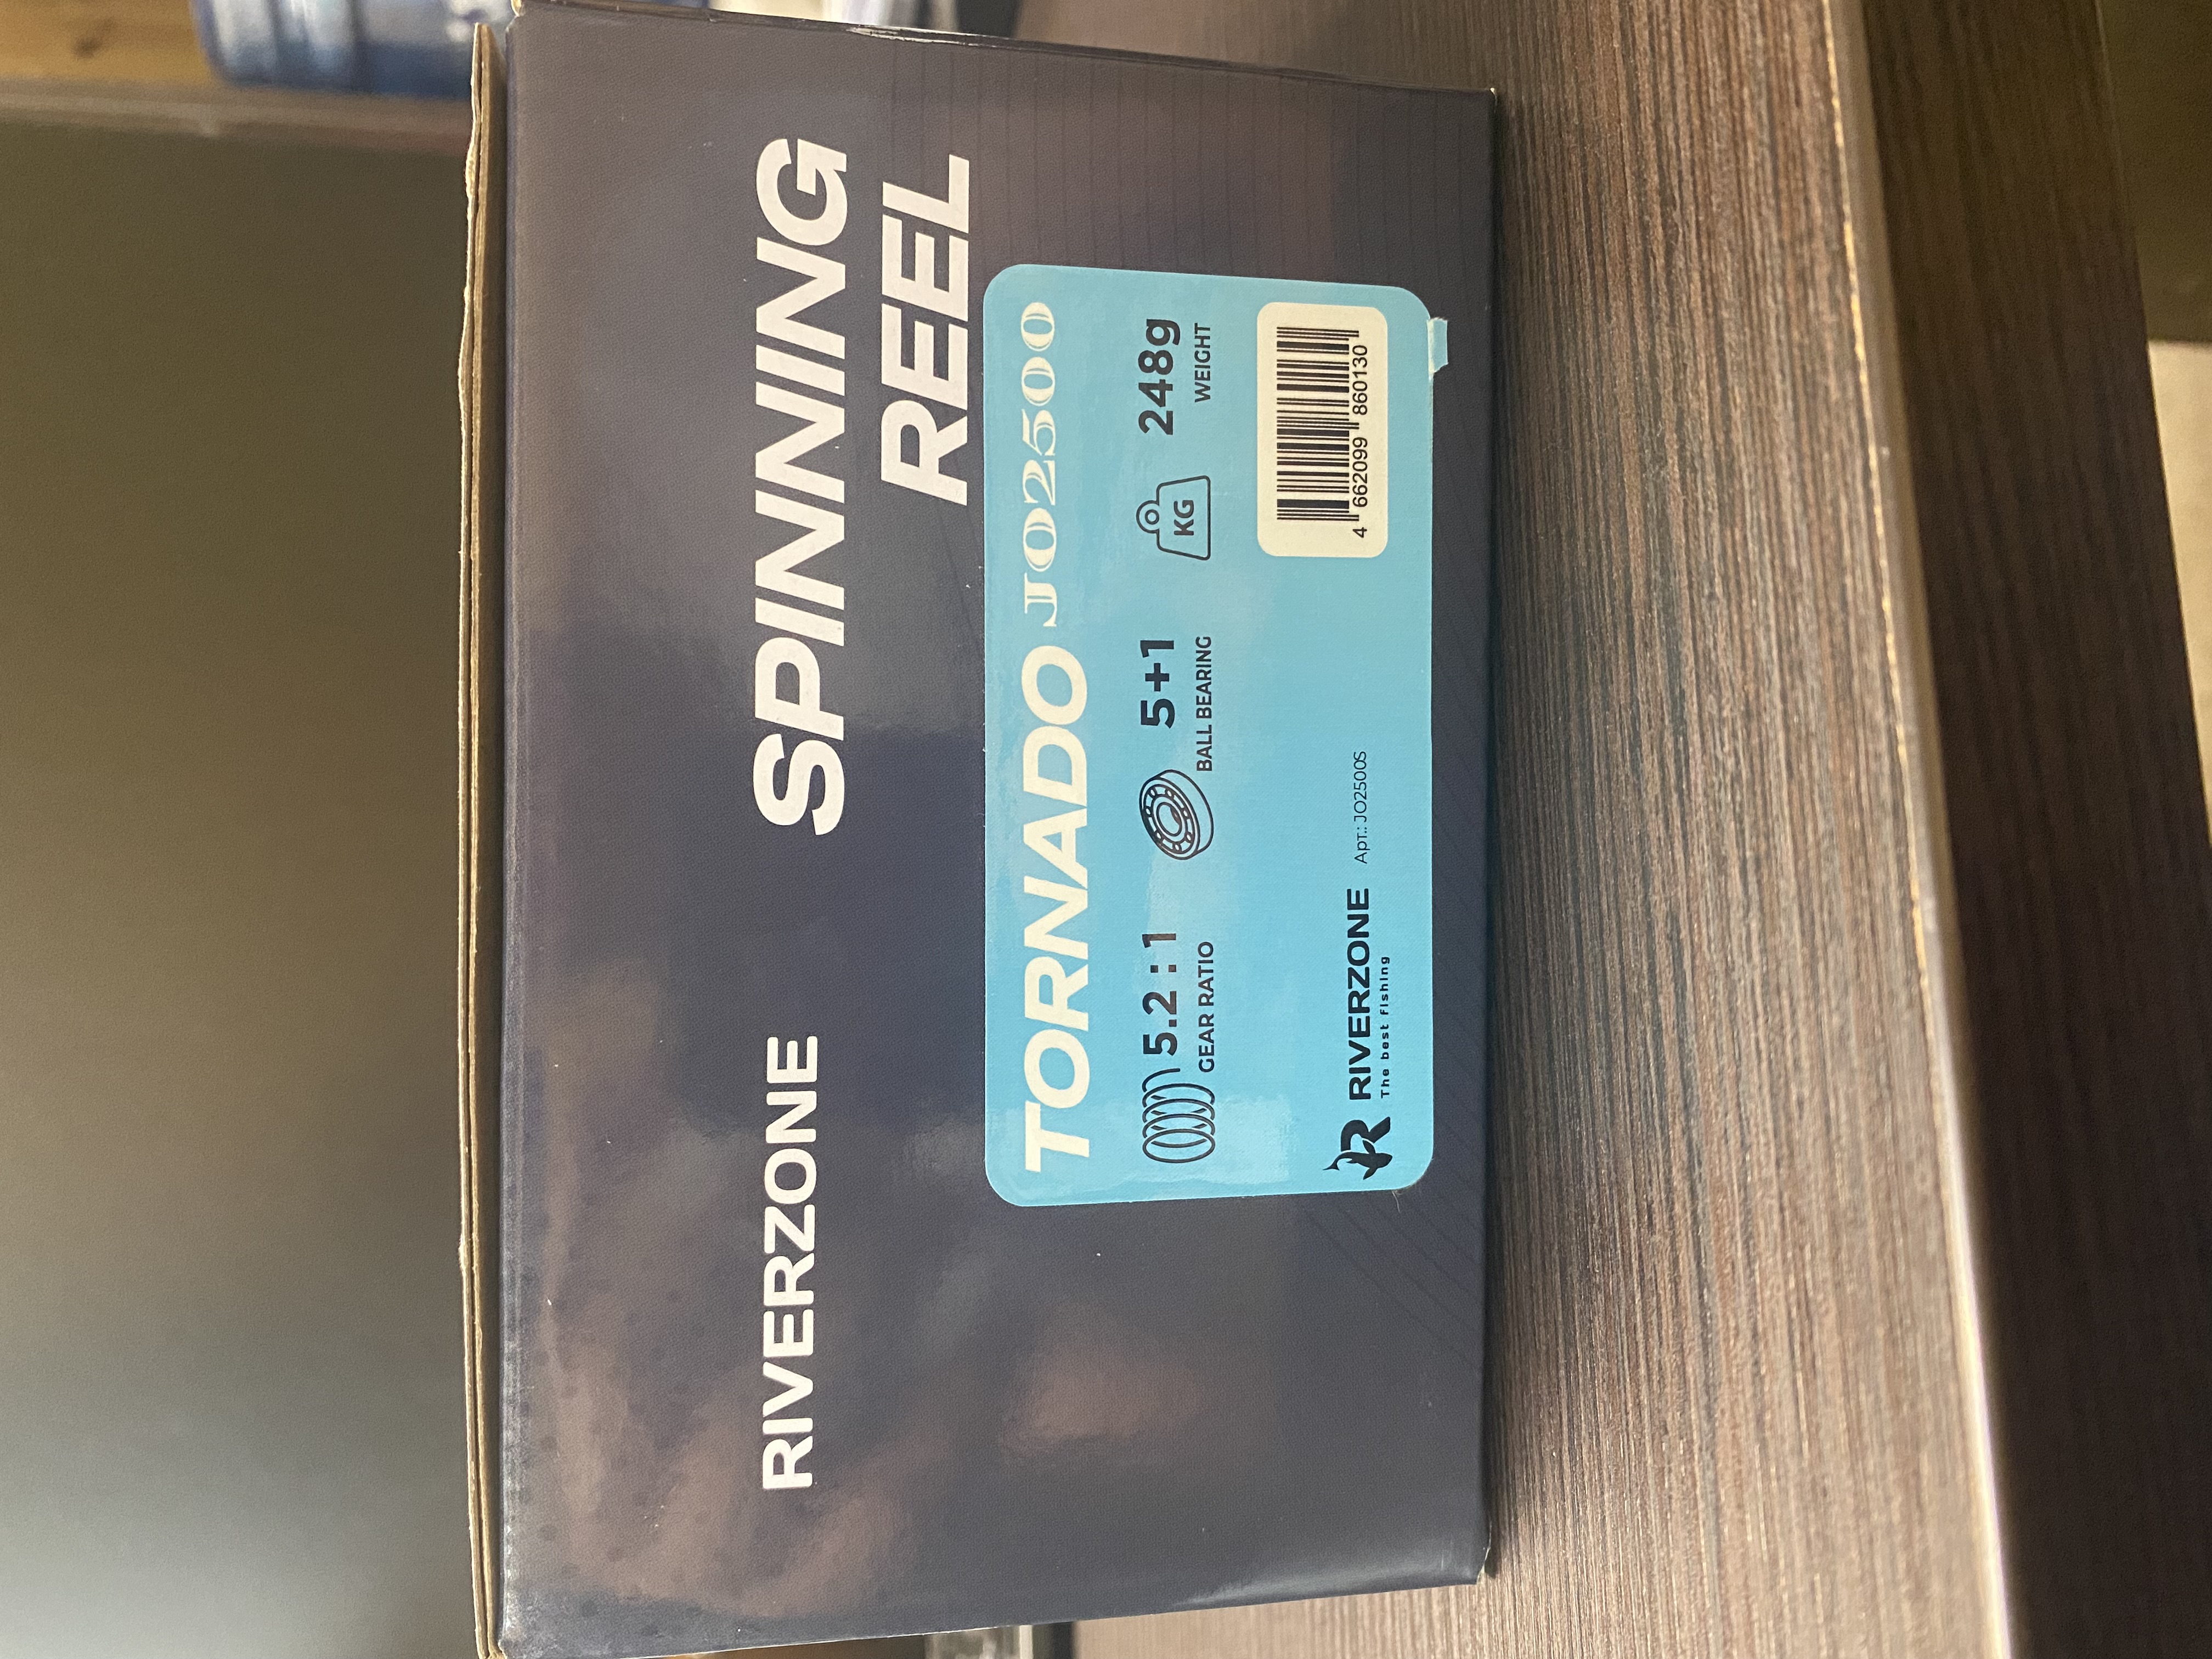 RIVERZONE
SPINNING
REEL
TORNADO JO2500
5.2 : 1
GEAR RATIO
5+1
BALL BEARING
KG
248g
WEIGHT
RIVERZONE
The best fishing
Арт.: JO2500S
4 662099 860130